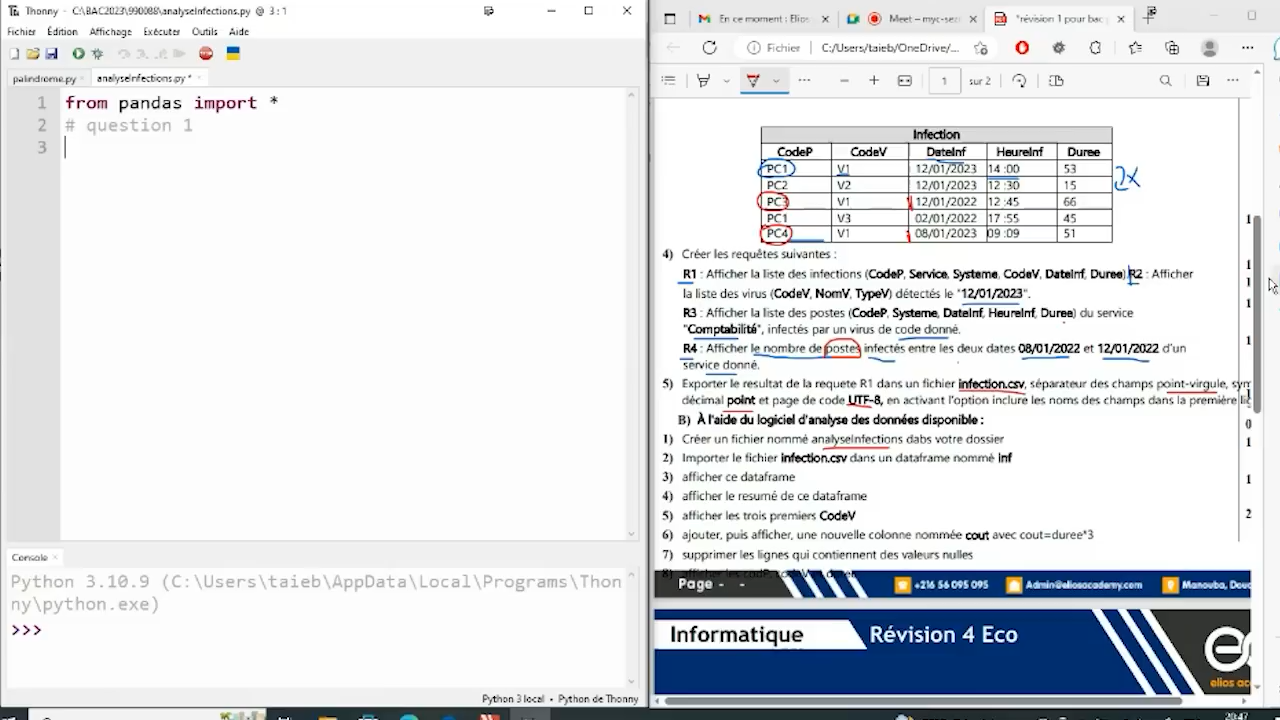 Thonny - C:\BAC2023\990088\analyseInfections.py @ 3 : 1
Fichier Édition Affichage Exécuter Outils Aide
palindrome.py
analyseInfections.py *
1 from pandas import *
2 # question 1
3
Console
Python 3.10.9 (C:\Users\taieb\AppData\Local\Programs\Tho
nny\python.exe)
>>>
Python 3 local • Python de Thonny
En ce moment : Elios
Meet – myc-sez
*révision 1 pour bac
Fichier C:/Users/taieb/OneDrive/...
1 sur 2
Infection
CodeP CodeV DateInf HeureInf Duree
PC1 V1 12/01/2023 14 :00 53
PC2 V2 12/01/2023 12 :30 15
PC3 V1 12/01/2022 12 :45 66
PC1 V3 02/01/2022 17 :55 45
PC4 V1 08/01/2023 09 :09 51
4) Créer les requêtes suivantes :
R1 : Afficher la liste des infections (CodeP, Service, Systeme, CodeV, DateInf, Duree) R2 : Afficher
la liste des virus (CodeV, NomV, TypeV) détectés le "12/01/2023".
R3 : Afficher la liste des postes (CodeP, Systeme, DateInf, HeureInf, Duree) du service
"Comptabilité", infectés par un virus de code donné.
R4 : Afficher le nombre de postes infectés entre les deux dates 08/01/2022 et 12/01/2022 d'un
service donné.
5) Exporter le resultat de la requete R1 dans un fichier infection.csv, séparateur des champs point-virgule, sym
décimal point et page de code UTF-8, en activant l'option inclure les noms des champs dans la première li
B) À l'aide du logiciel d'analyse des données disponible :
1) Créer un fichier nommé analyseInfections dabs votre dossier
2) Importer le fichier infection.csv dans un dataframe nommé inf
3) afficher ce dataframe
4) afficher le resumé de ce dataframe
5) afficher les trois premiers CodeV
6) ajouter, puis afficher, une nouvelle colonne nommée cout avec cout=duree*3
7) supprimer les lignes qui contiennent des valeurs nulles
8) afficher les
Page - - +216 56 095 095 Admin@eliosacademy.com Manouba, Dou
Informatique Révision 4 Eco
elios ac
20:47